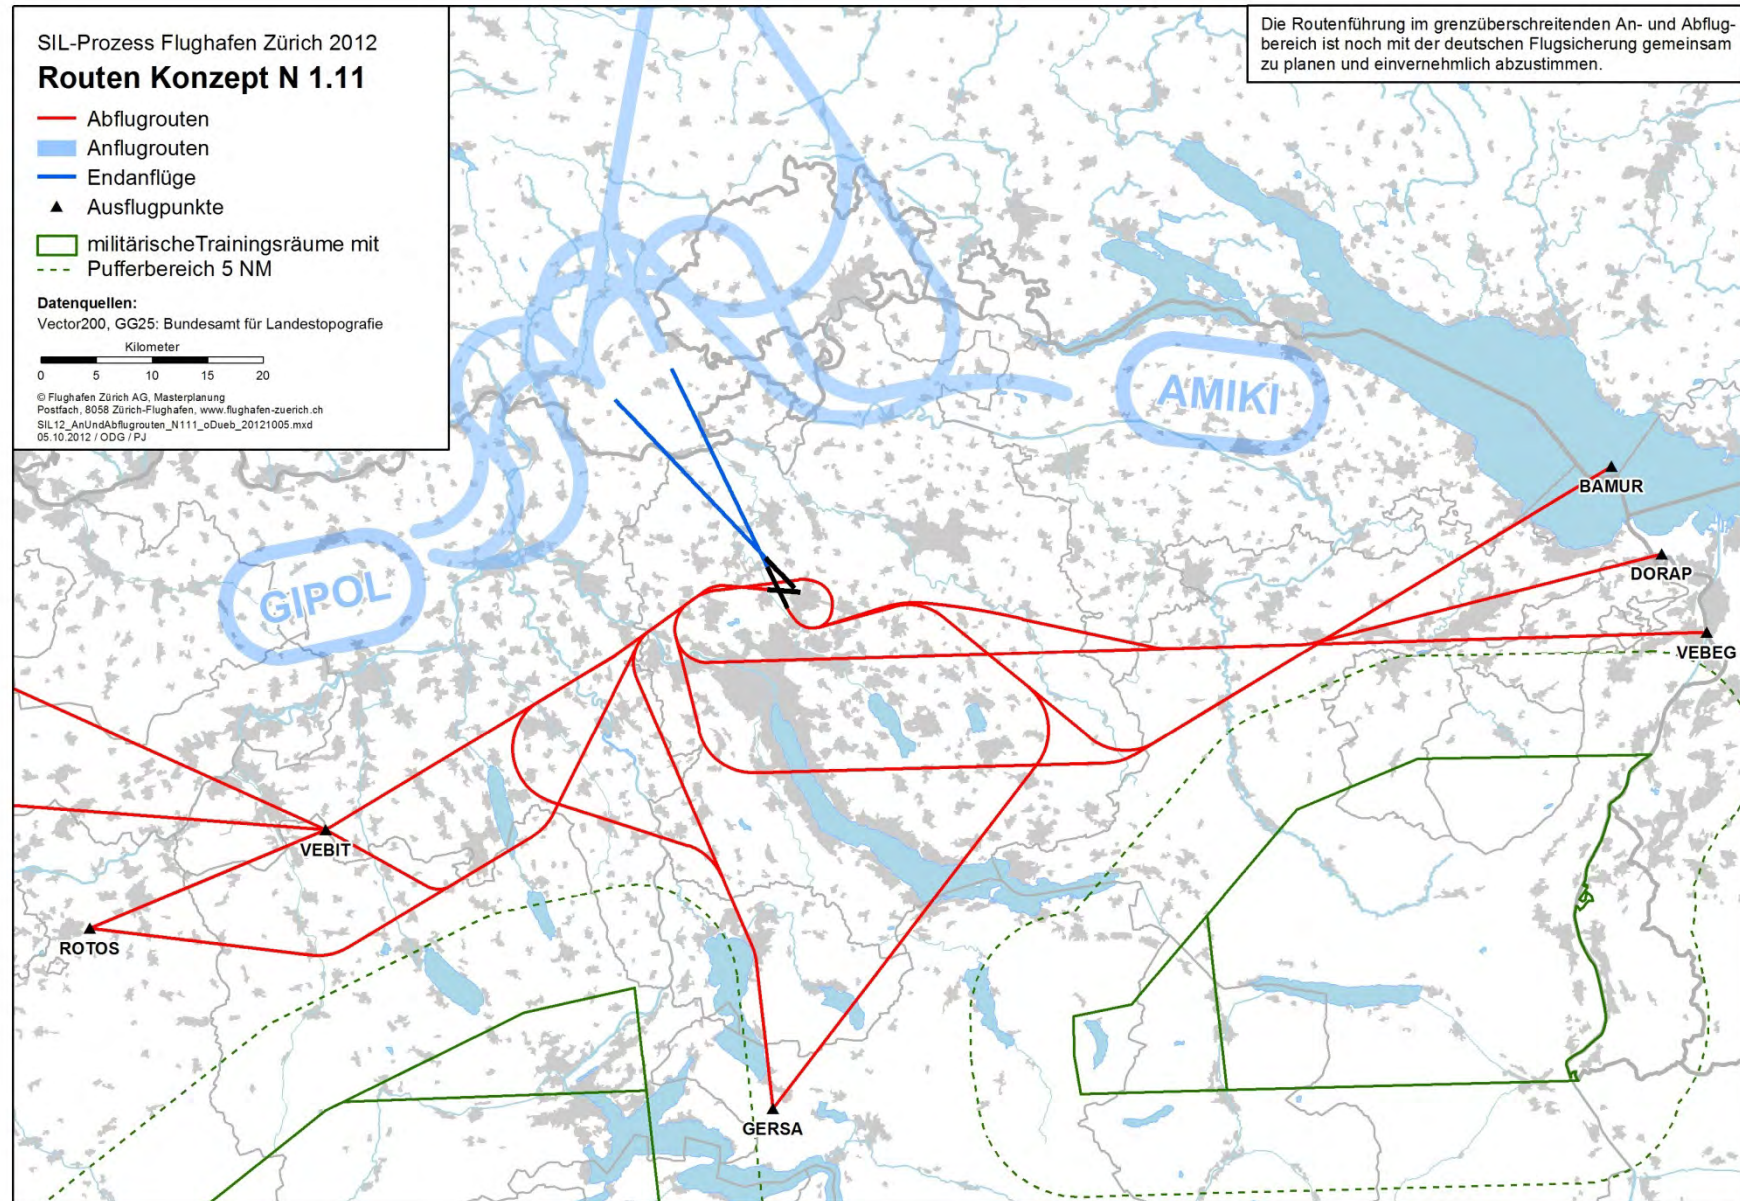 SIL-Prozess Flughafen Zürich 2012
Routen Konzept N 1.11
Abflugrouten
Anflugrouten
Endanflüge
Ausflugpunkte
militärischeTrainingsräume mit
Pufferbereich 5 NM
Datenquellen:
Vector200, GG25: Bundesamt für Landestopografie
Kilometer
0 5 10 15 20
© Flughafen Zürich AG, Masterplanung
Postfach, 8058 Zürich-Flughafen, www.flughafen-zuerich.ch
SIL12_AnUndAbflugrouten_N111_oDueb_20121005.mxd
05.10.2012 / ODG / PJ
Die Routenführung im grenzüberschreitenden An- und Abflug-
bereich ist noch mit der deutschen Flugsicherung gemeinsam
zu planen und einvernehmlich abzustimmen.
AMIKI
BAMUR
DORAP
GIPOL
VEBEG
VEBIT
ROTOS
GERSA